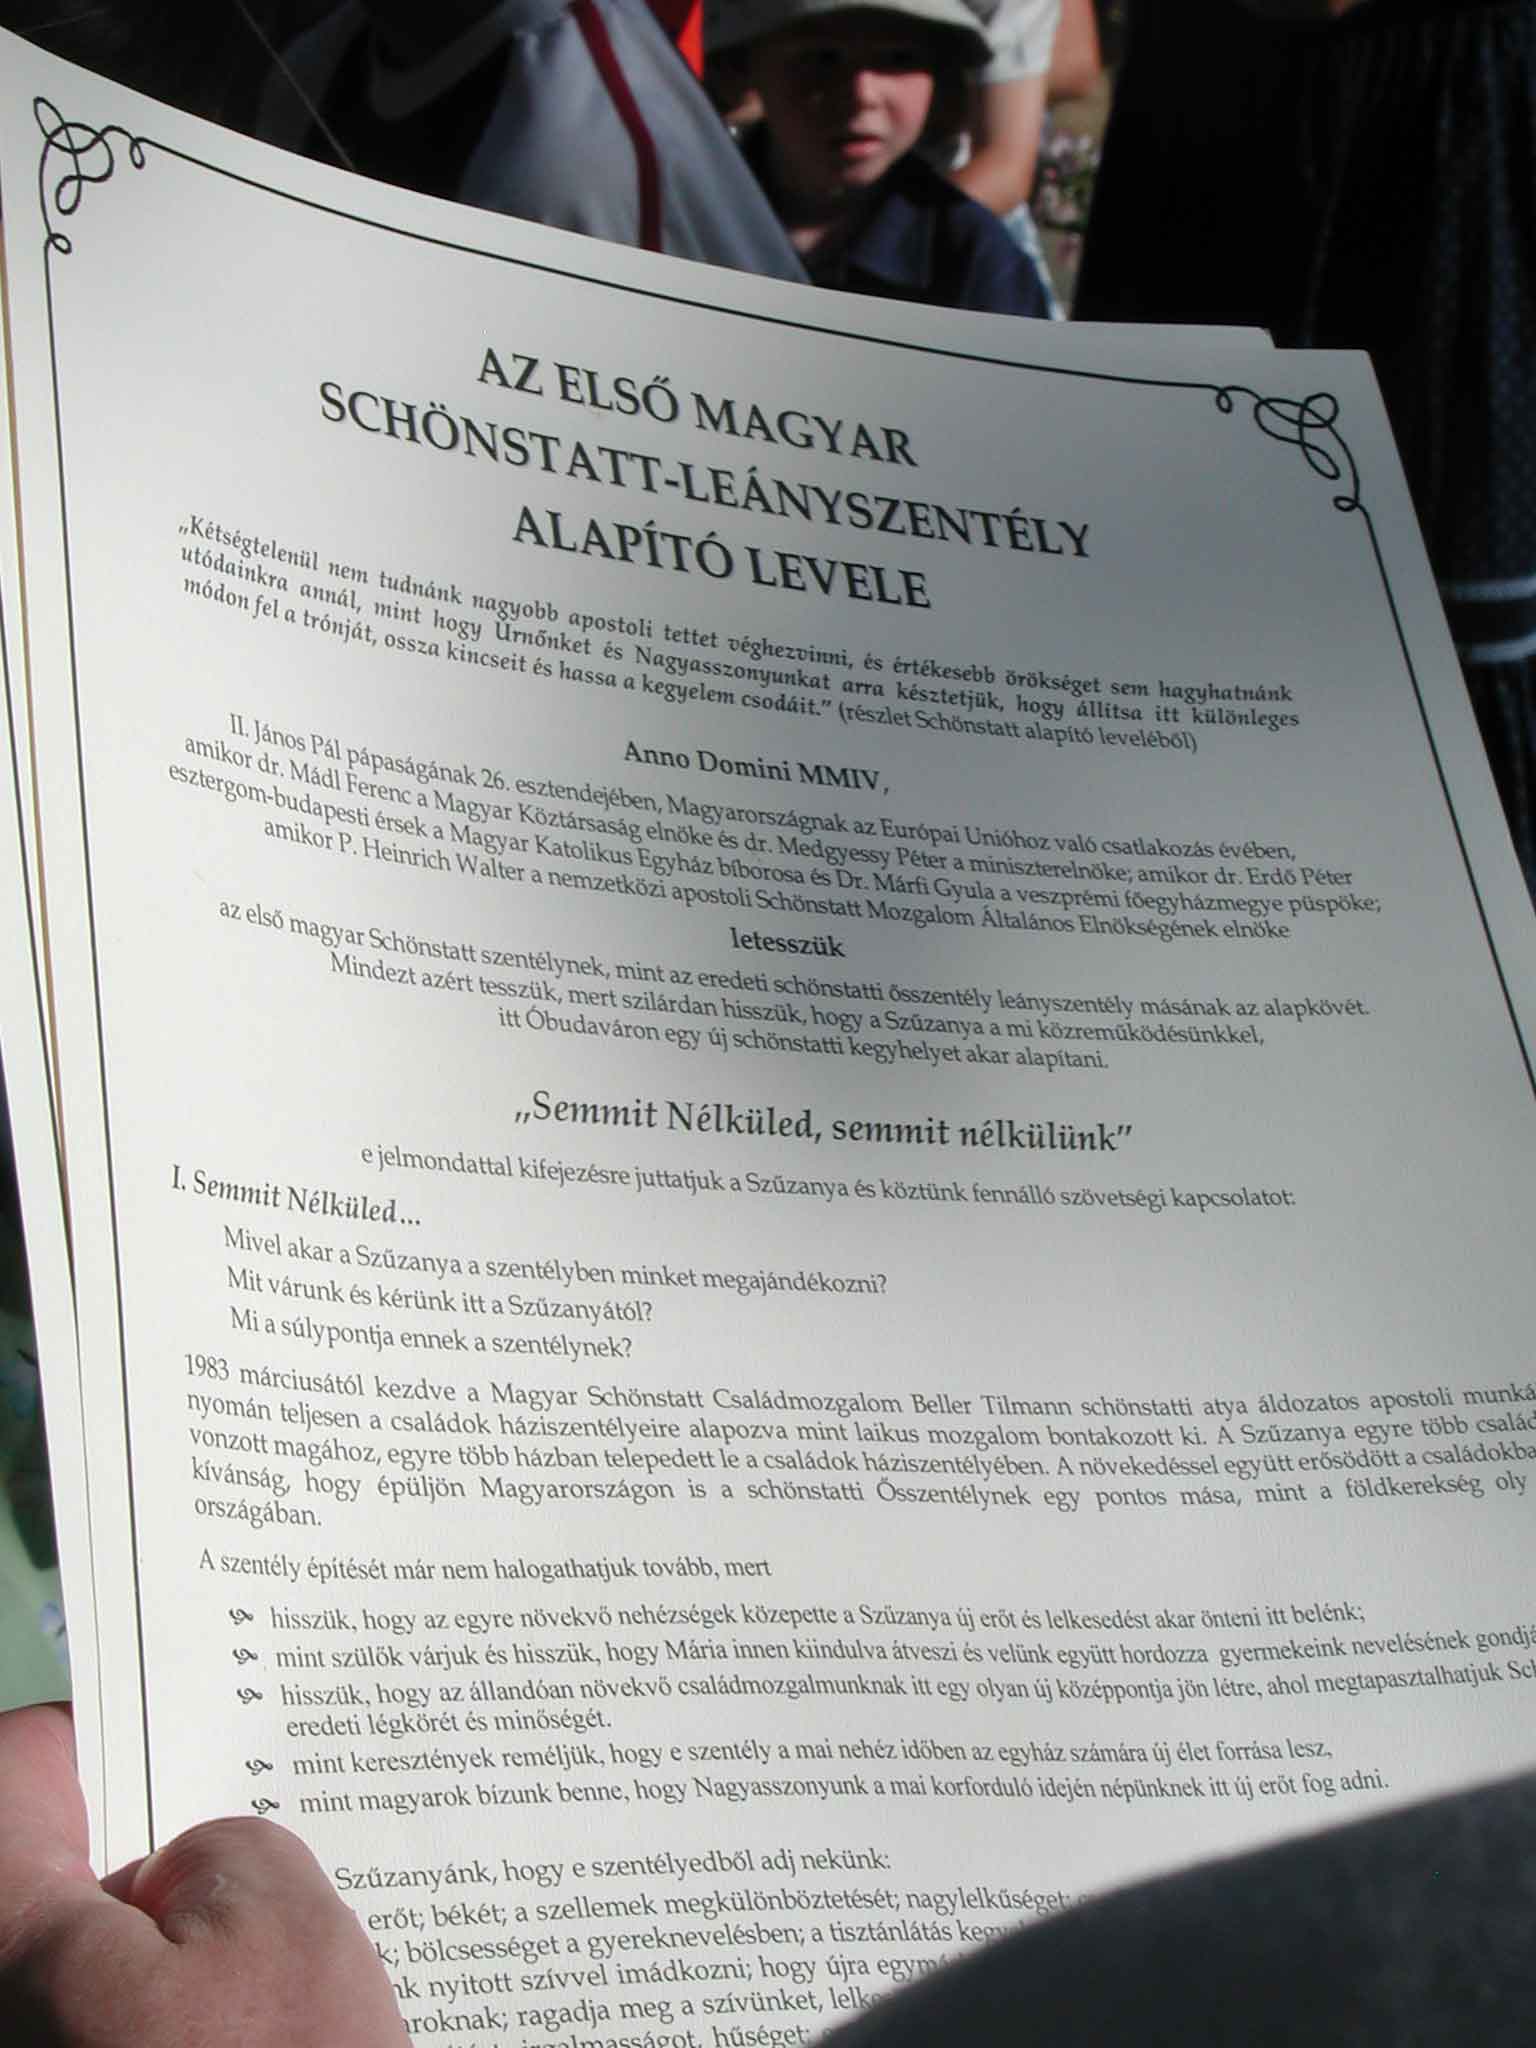 AZ ELSŐ MAGYAR
SCHÖNSTATT-LEÁNYSZENTÉLY
ALAPÍTÓ LEVELE
„Kétségtelenül nem tudnánk nagyobb apostoli tettet véghezvinni, és értékesebb örökséget sem hagyhatnánk
utódainkra annál, mint hogy Úrnőnket és Nagyasszonyunkat arra késztetjük, hogy állítsa itt különleges
módon fel a trónját, ossza kincseit és hassa a kegyelem csodáit.” (részlet Schönstatt alapító leveléből)
Anno Domini MMIV,
II. János Pál pápaságának 26. esztendejében, Magyarországnak az Európai Unióhoz való csatlakozás évében,
amikor dr. Mádl Ferenc a Magyar Köztársaság elnöke és dr. Medgyessy Péter a miniszterelnöke; amikor dr. Erdő Péter
esztergom-budapesti érsek a Magyar Katolikus Egyház bíborosa és Dr. Márfi Gyula a veszprémi főegyházmegye püspöke;
amikor P. Heinrich Walter a nemzetközi apostoli Schönstatt Mozgalom Általános Elnökségének elnöke
letesszük
az első magyar Schönstatt szentélynek, mint az eredeti schönstatti ősszentély leányszentély másának az alapkövét.
Mindezt azért tesszük, mert szilárdan hisszük, hogy a Szűzanya a mi közreműködésünkkel,
itt Óbudaváron egy új schönstatti kegyhelyet akar alapítani.
„Semmit Nélküled, semmit nélkülünk”
e jelmondattal kifejezésre juttatjuk a Szűzanya és köztünk fennálló szövetségi kapcsolatot:
I. Semmit Nélküled...
Mivel akar a Szűzanya a szentélyben minket megajándékozni?
Mit várunk és kérünk itt a Szűzanyától?
Mi a súlypontja ennek a szentélynek?
1983 márciusától kezdve a Magyar Schönstatt Családmozgalom Beller Tilmann schönstatti atya áldozatos apostoli munká
nyomán teljesen a családok háziszentélyeire alapozva mint laikus mozgalom bontakozott ki. A Szűzanya egyre több család
vonzott magához, egyre több házban telepedett le a családok háziszentélyében. A növekedéssel együtt erősödött a családokba
kívánság, hogy épüljön Magyarországon is a schönstatti Ősszentélynek egy pontos mása, mint a földkerekség oly
országában.
A szentély építését már nem halogathatjuk tovább, mert
hisszük, hogy az egyre növekvő nehézségek közepette a Szűzanya új erőt és lelkesedést akar önteni itt belénk;
mint szülők várjuk és hisszük, hogy Mária innen kiindulva átveszi és velünk együtt hordozza gyermekeink nevelésének gondjá
hisszük, hogy az állandóan növekvő családmozgalmunknak itt egy olyan új középpontja jön létre, ahol megtapasztalhatjuk Sch
eredeti légkörét és minőségét.
mint keresztények reméljük, hogy e szentély a mai nehéz időben az egyház számára új élet forrása lesz,
mint magyarok bízunk benne, hogy Nagyasszonyunk a mai korforduló idején népünknek itt új erőt fog adni.
Szűzanyánk, hogy e szentélyedből adj nekünk:
erőt; békét; a szellemek megkülönböztetését; nagylelkűséget;
k; bölcsességet a gyereknevelésben; a tisztánlátás
nk nyitott szívvel imádkozni; hogy újra
aroknak; ragadja meg a szívünket,
hűséget;